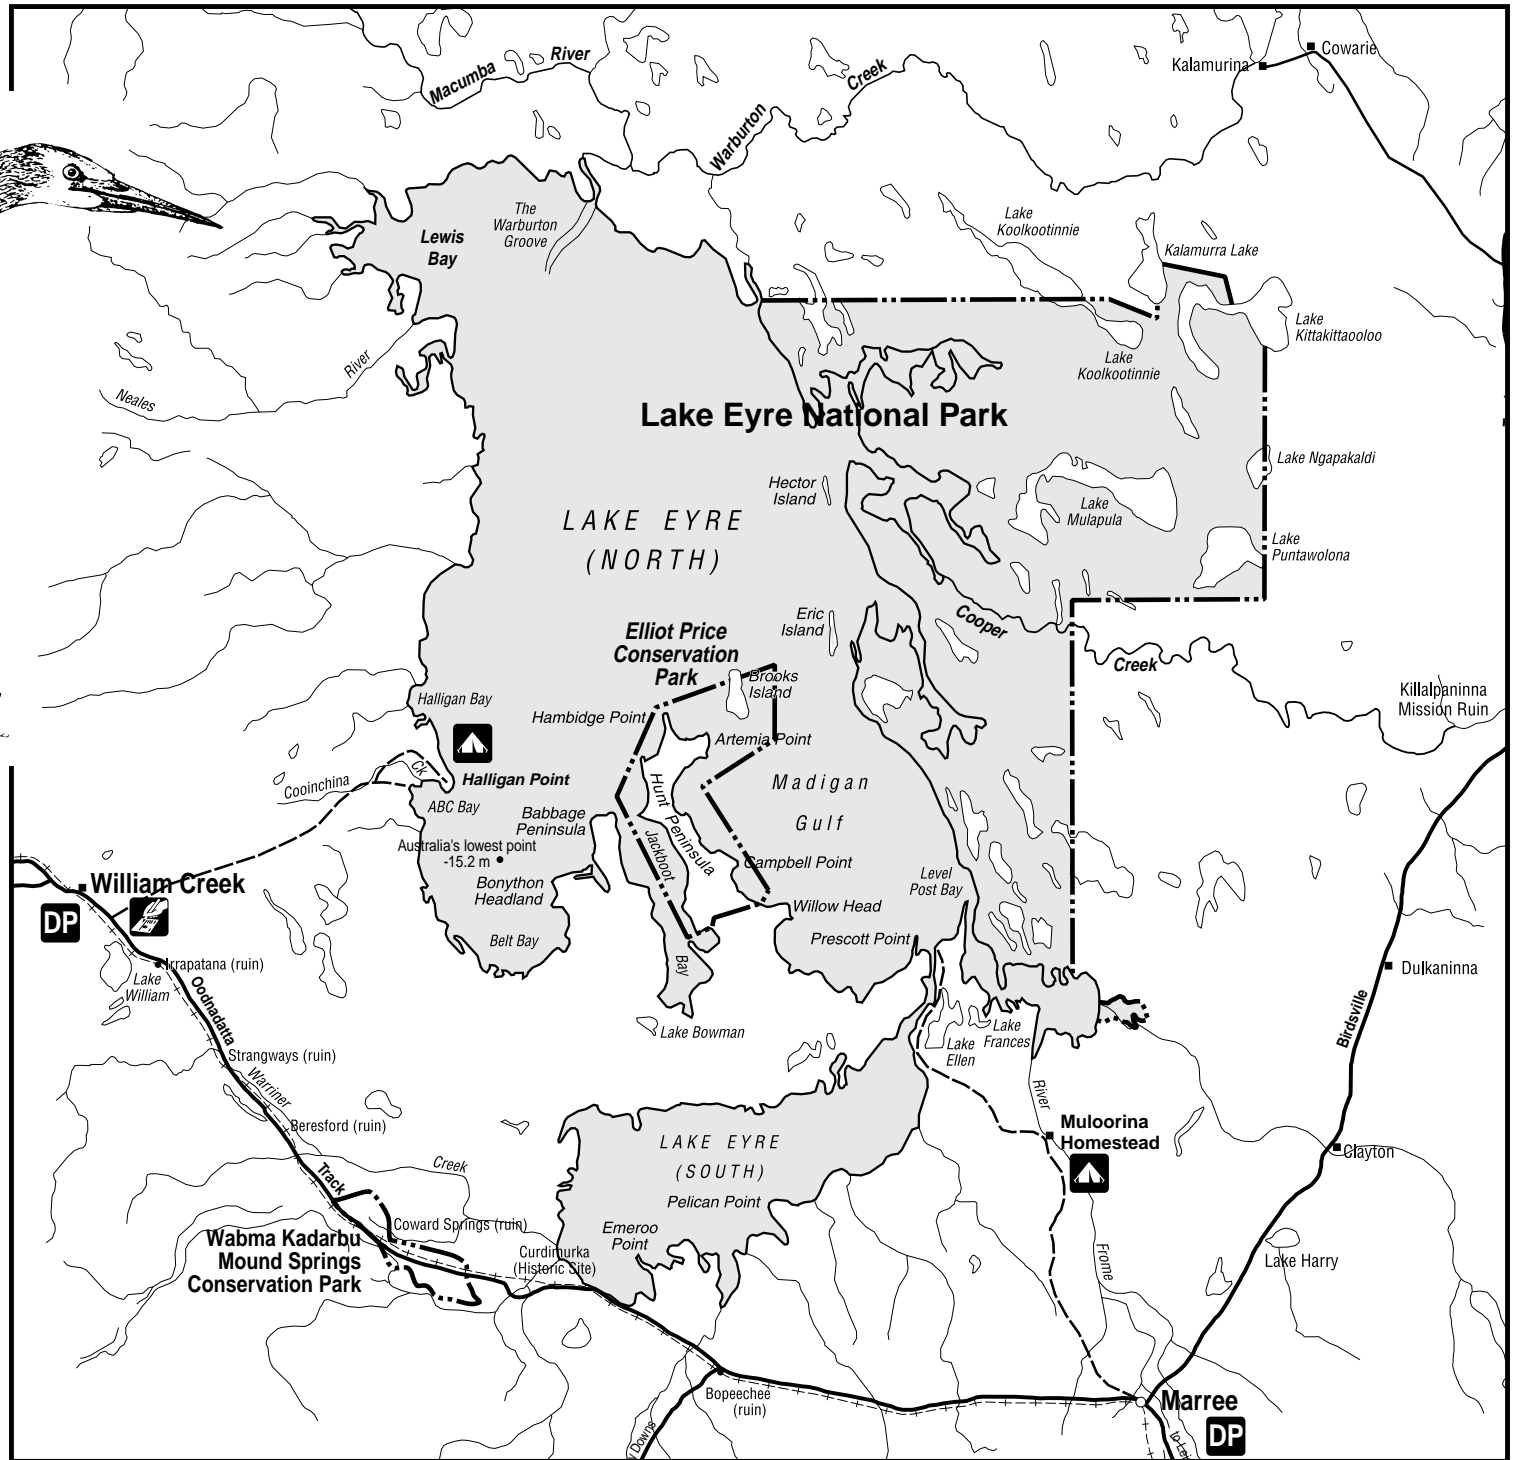 Cowarie
Kalamurina
Macumba River
Warburton Creek
The
Warburton
Groove
Lewis
Bay
Lake
Koolkootinnie
Kalamurra Lake
Lake
Kittakittaooloo
Lake
Koolkootinnie
Neales River
Lake Eyre National Park
Lake Ngapakaldi
Hector
Island
Lake
Mulapula
LAKE EYRE
(NORTH)
Lake
Puntawolona
Eric
Island
Cooper Creek
Elliot Price
Conservation
Park
Brooks
Island
Killalpaninna
Mission Ruin
Halligan Bay
Hambidge Point
Artemia Point
Cooinchina Ck
Halligan Point
ABC Bay
Hunt Peninsula
Madigan
Gulf
Babbage
Peninsula
Jackboot Bay
Australia's lowest point
-15.2 m
Campbell Point
Level
Post Bay
William Creek
DP
Bonython
Headland
Willow Head
Belt Bay
Prescott Point
Irrapatana (ruin)
Lake
William
Dulkaninna
Oodnadatta Track
Birdsville
Lake Bowman
Lake
Frances
Lake
Ellen
Strangways (ruin)
Warriner Creek
River Frome
Beresford (ruin)
Muloorina
Homestead
LAKE EYRE
(SOUTH)
Clayton
Pelican Point
Coward Springs (ruin)
Wabma Kadarbu
Mound Springs
Conservation Park
Emeroo
Point
Curdimurka
(Historic Site)
Lake Harry
Bopeechee
(ruin)
Marree
DP
Downs